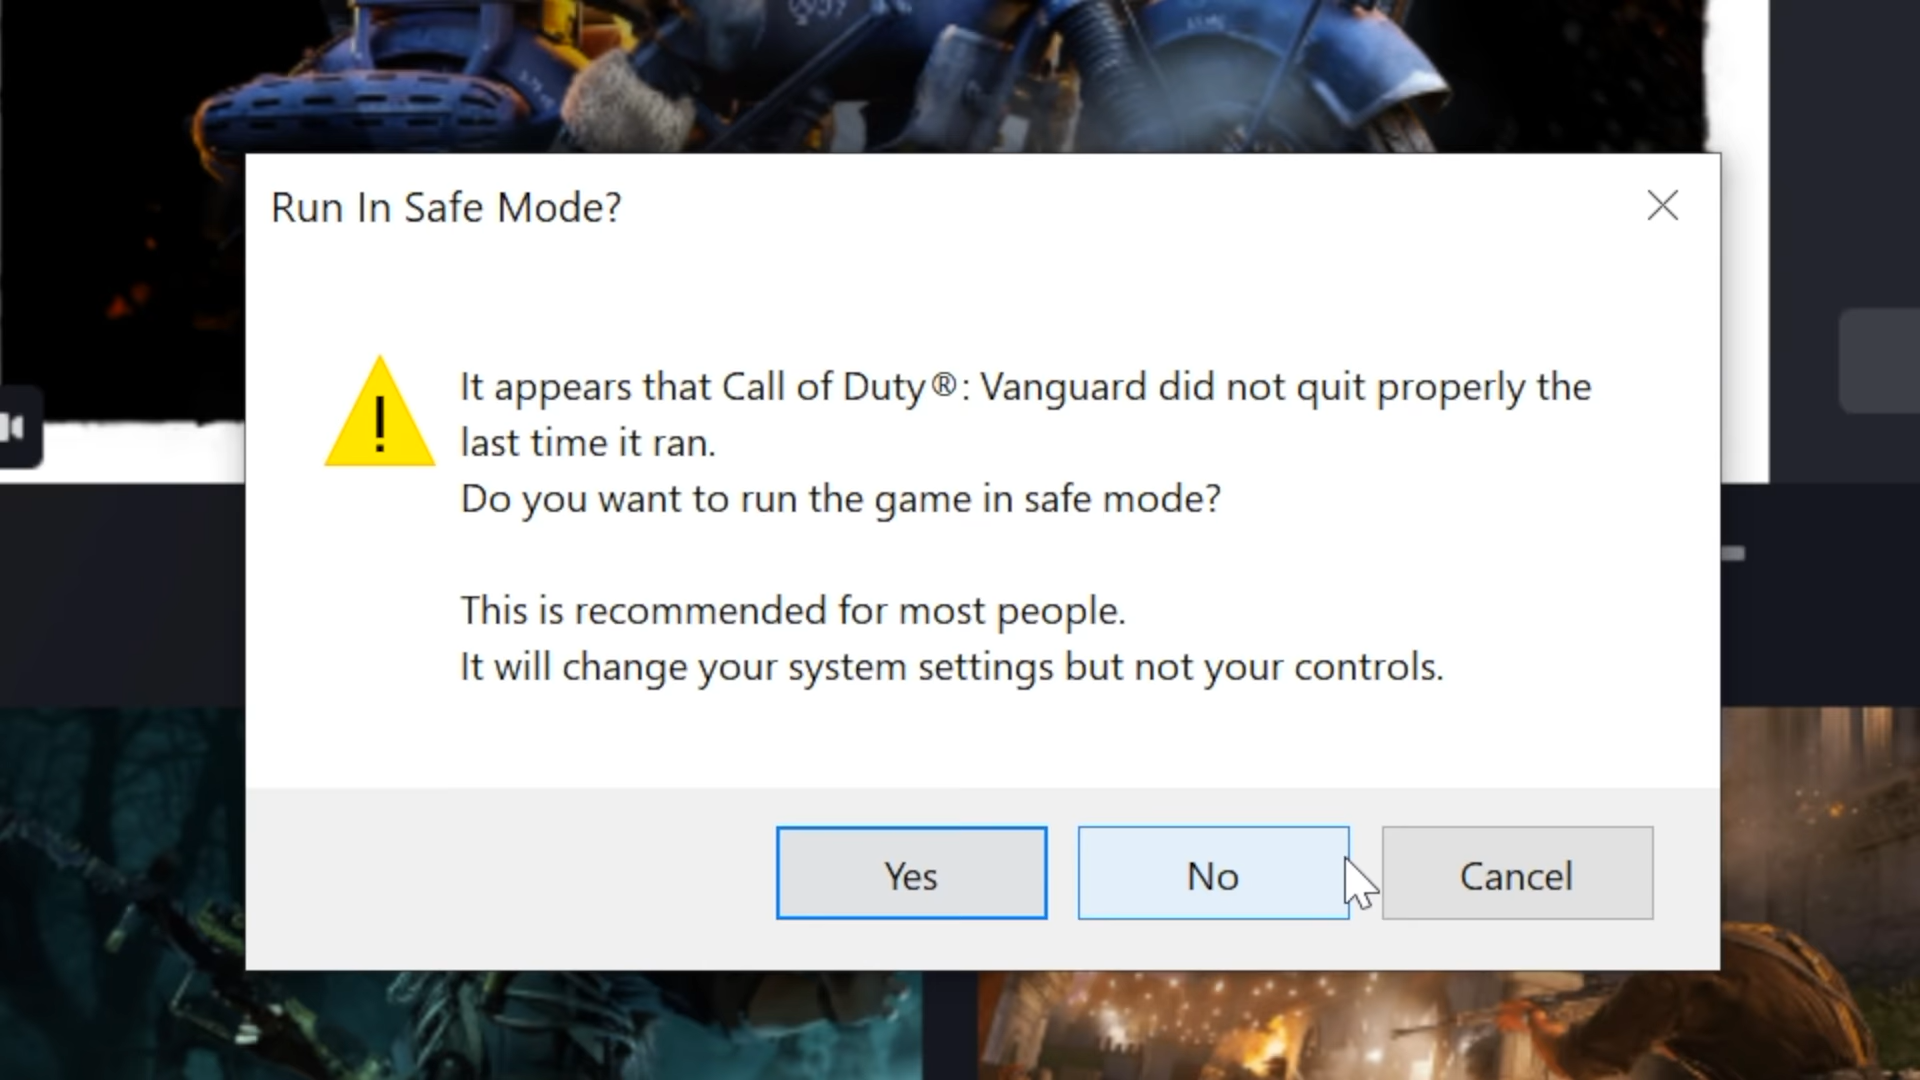 Run In Safe Mode?
It appears that Call of Duty®: Vanguard did not quit properly the
last time it ran.
Do you want to run the game in safe mode?
This is recommended for most people.
It will change your system settings but not your controls.
Yes
No
Cancel